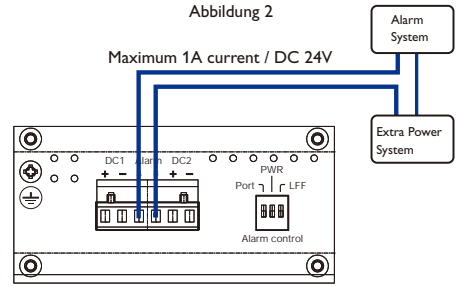 Abbildung 2
Alarm
System
Maximum 1A current / DC 24V
Extra Power
System
DC1 Alarm DC2
+ − + −
PWR
Port LFF
Alarm control